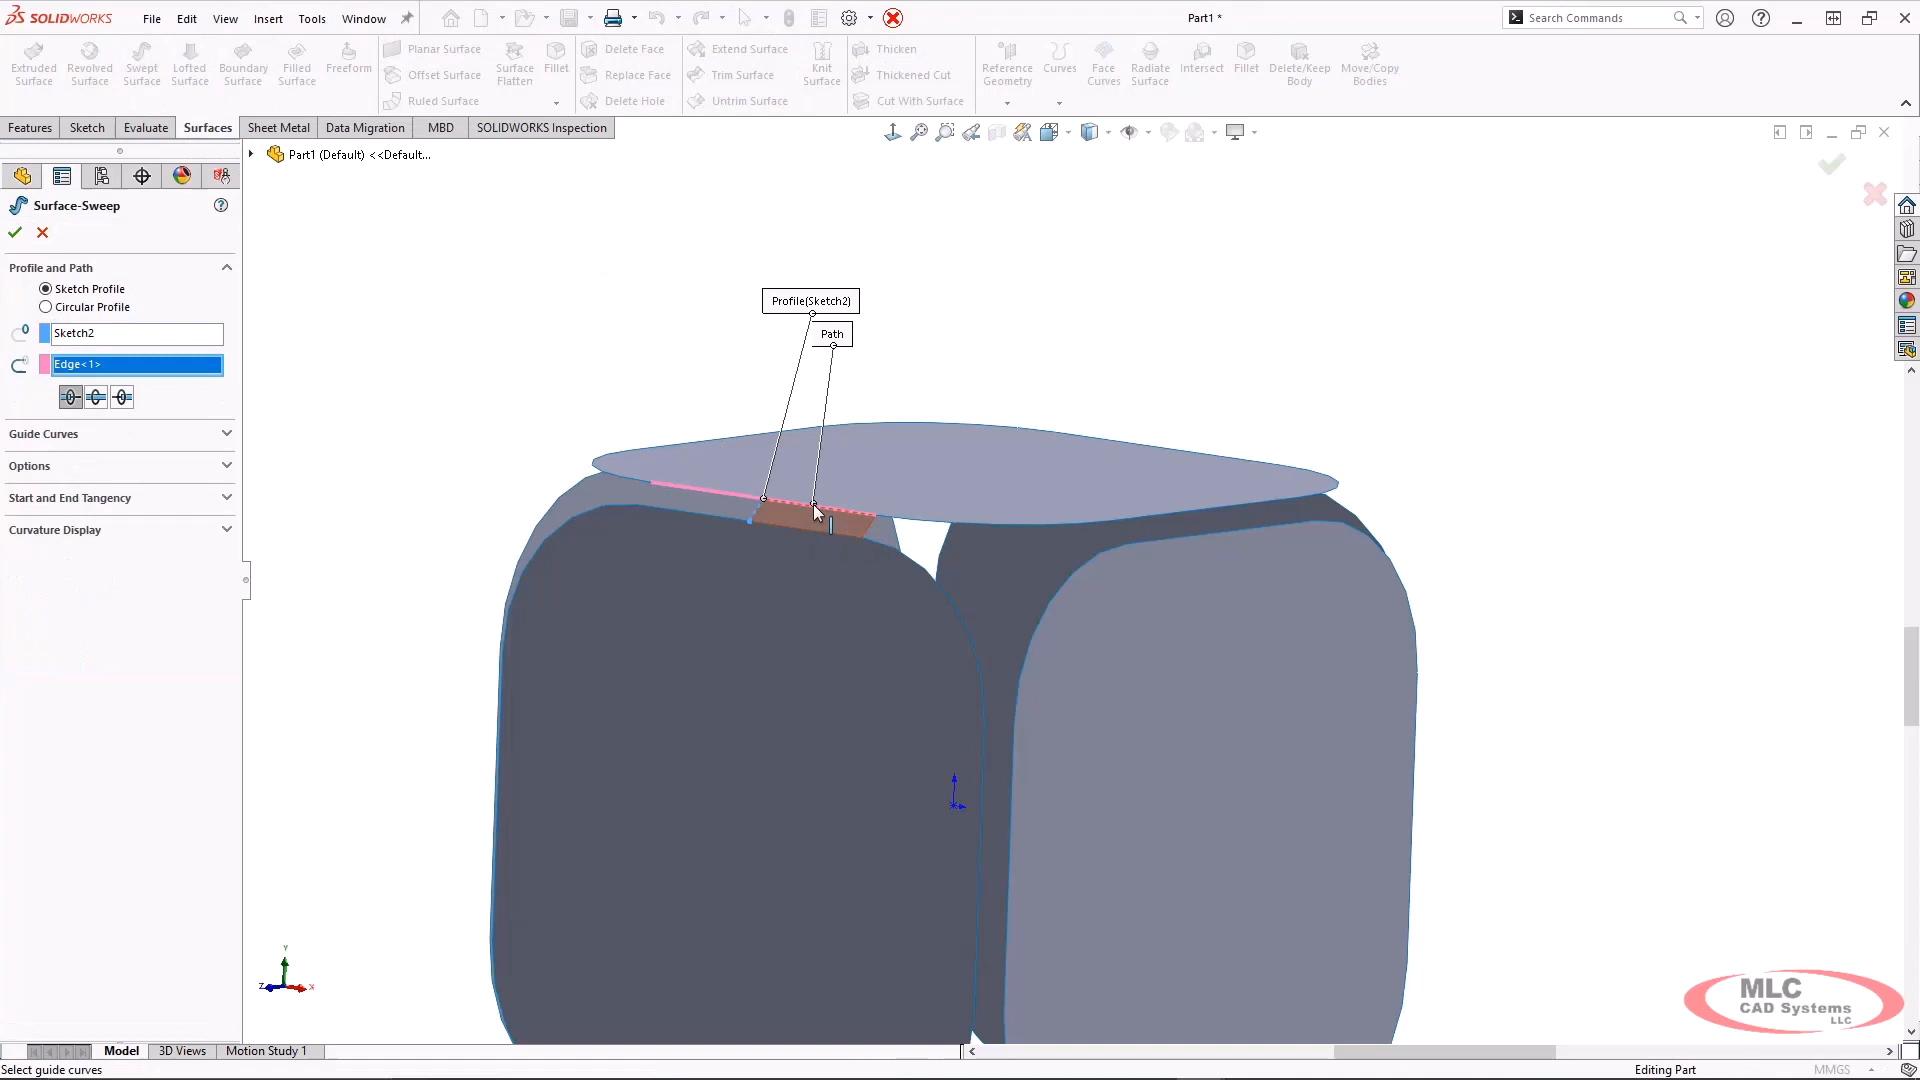 SOLIDWORKS File Edit View Insert Tools Window Part1 * Search Commands
Extruded Surface
Revolved Surface
Swept Surface
Lofted Surface
Boundary Surface
Filled Surface
Freeform
Planar Surface
Offset Surface
Ruled Surface
Surface Flatten
Fillet
Delete Face
Replace Face
Delete Hole
Extend Surface
Trim Surface
Untrim Surface
Knit Surface
Thicken
Thickened Cut
Cut With Surface
Reference Geometry
Curves
Face Curves
Radiate Surface
Intersect
Fillet
Delete/Keep Body
Move/Copy Bodies
Features Sketch Evaluate Surfaces Sheet Metal Data Migration MBD SOLIDWORKS Inspection
Part1 (Default) <<Default...
Surface-Sweep
Profile and Path
Sketch Profile
Circular Profile
Sketch2
Edge<1>
Guide Curves
Options
Start and End Tangency
Curvature Display
Profile(Sketch2)
Path
Y
Z X
MLC
CAD Systems
LLC
Model 3D Views Motion Study 1
Select guide curves Editing Part MMGS